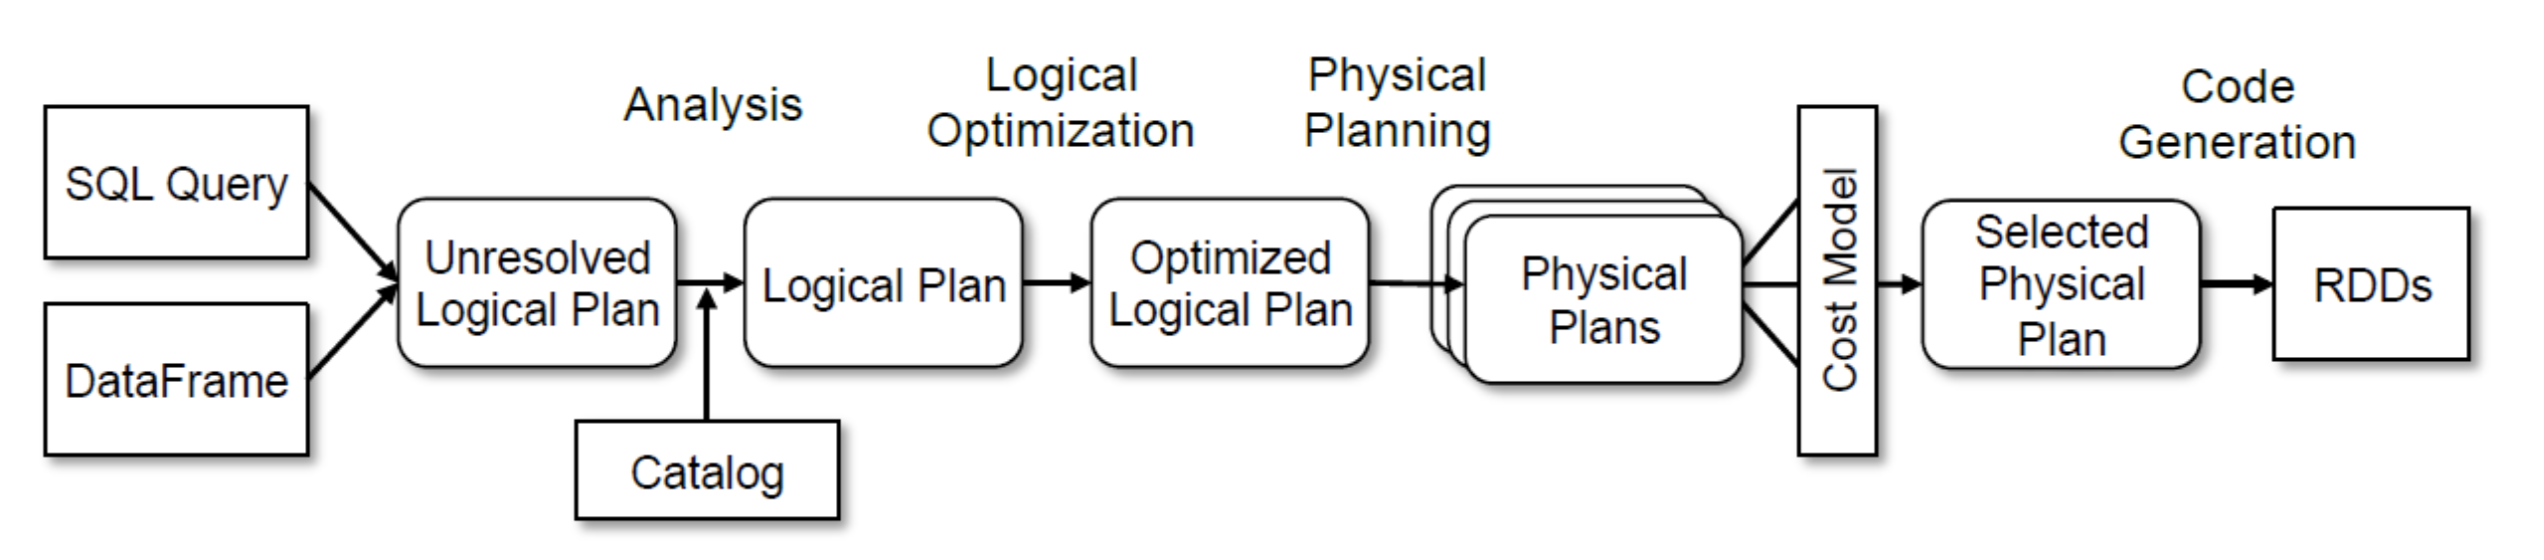 Analysis
Logical
Optimization
Physical
Planning
Code
Generation
SQL Query
DataFrame
Unresolved
Logical Plan
Catalog
Logical Plan
Optimized
Logical Plan
Physical
Plans
Cost Model
Selected
Physical
Plan
RDDs